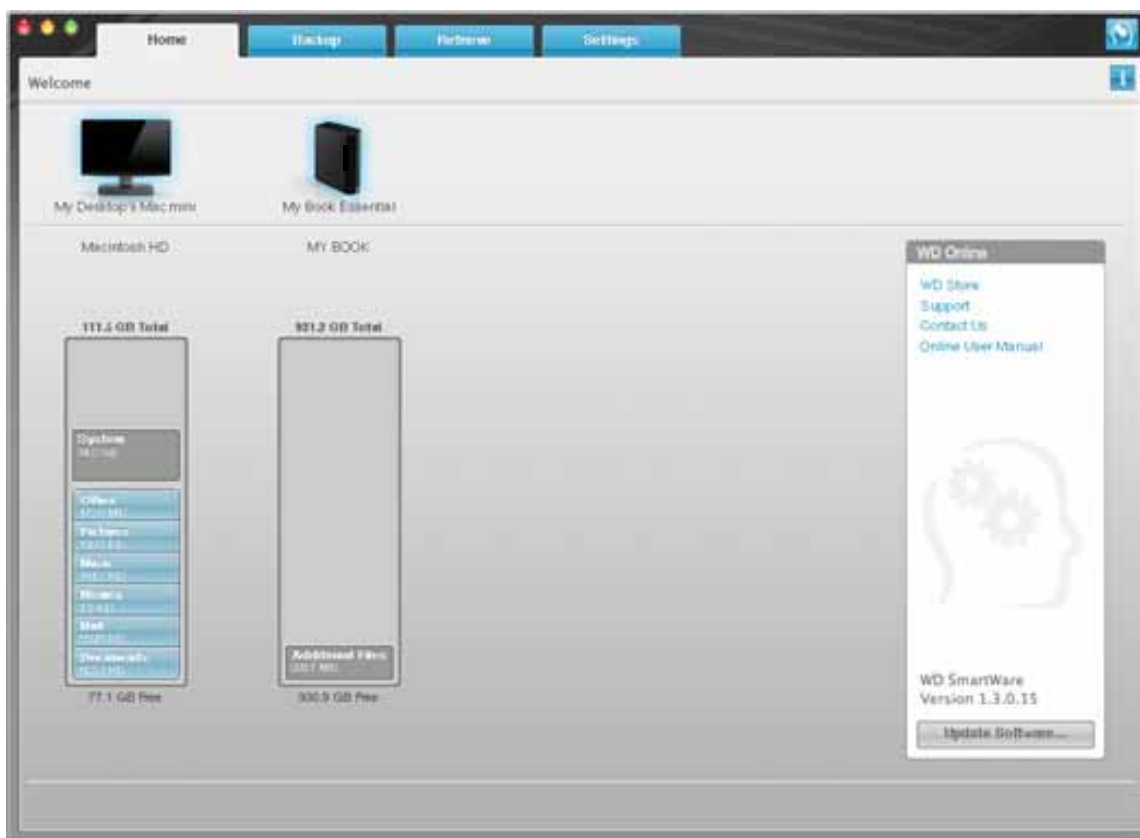 Home
Backup
Retrieve
Settings
Welcome
My Desktop's Mac mini
My Book Essential
Macintosh HD
MY BOOK
111.5 GB Total
931.2 GB Total
System
Other
Pictures
Music
Movies
Mail
Documents
Additional Files
77.1 GB Free
930.9 GB Free
WD Online
WD Store
Support
Contact Us
Online User Manual
WD SmartWare
Version 1.3.0.15
Update Software...